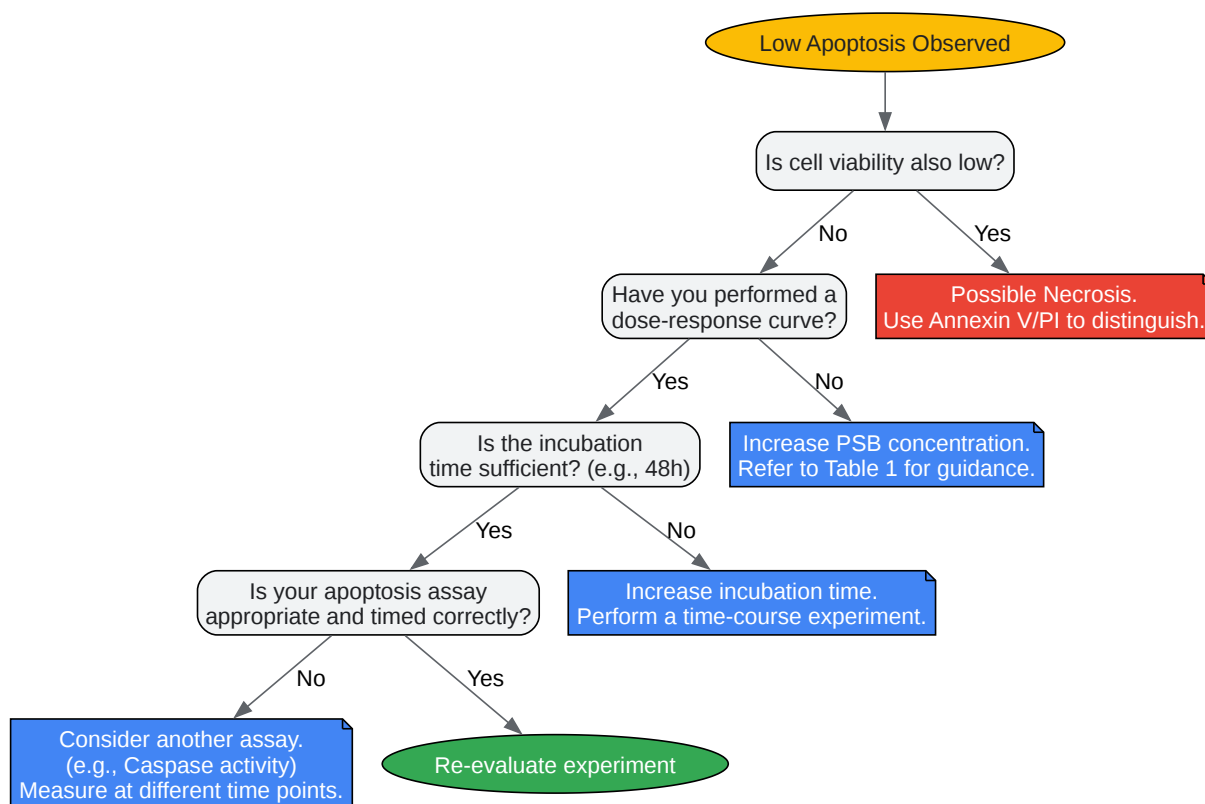 Low Apoptosis Observed
Is cell viability also low?
No
Yes
Have you performed a
dose-response curve?
Possible Necrosis.
Use Annexin V/PI to distinguish.
Yes
No
Is the incubation
time sufficient? (e.g., 48h)
Increase PSB concentration.
Refer to Table 1 for guidance.
Yes
No
Is your apoptosis assay
appropriate and timed correctly?
Increase incubation time.
Perform a time-course experiment.
No
Yes
Consider another assay.
(e.g., Caspase activity)
Measure at different time points.
Re-evaluate experiment